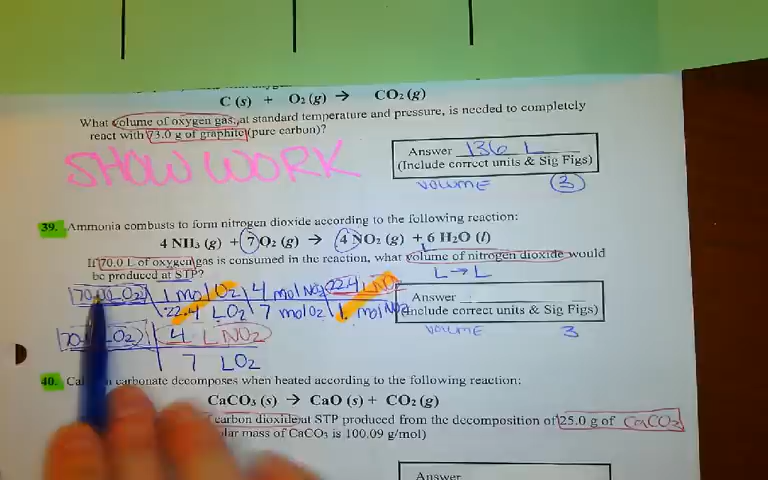 C (s) + O₂ (g) → CO₂ (g)
What volume of oxygen gas, at standard temperature and pressure, is needed to completely
react with 73.0 g of graphite (pure carbon)?
SHOW WORK
Answer 136 L
(Include correct units & Sig Figs)
VOLUME 3
39. Ammonia combusts to form nitrogen dioxide according to the following reaction:
4 NH₃ (g) + 7 O₂ (g) → 4 NO₂ (g) + 6 H₂O (l)
If 70.0 L of oxygen gas is consumed in the reaction, what volume of nitrogen dioxide would
be produced at STP?
L → L
70.0 L O₂ 1 mol O₂ 4 mol NO₂ 22.4 L NO₂
22.4 L O₂ 7 mol O₂ 1 mol NO₂
Answer
(Include correct units & Sig Figs)
VOLUME 3
L O₂ 4 L NO₂
7 L O₂
40. carbonate decomposes when heated according to the following reaction:
CaCO₃ (s) → CaO (s) + CO₂ (g)
carbon dioxide at STP produced from the decomposition of 25.0 g of CaCO₃
mass of CaCO₃ is 100.09 g/mol)
Answer